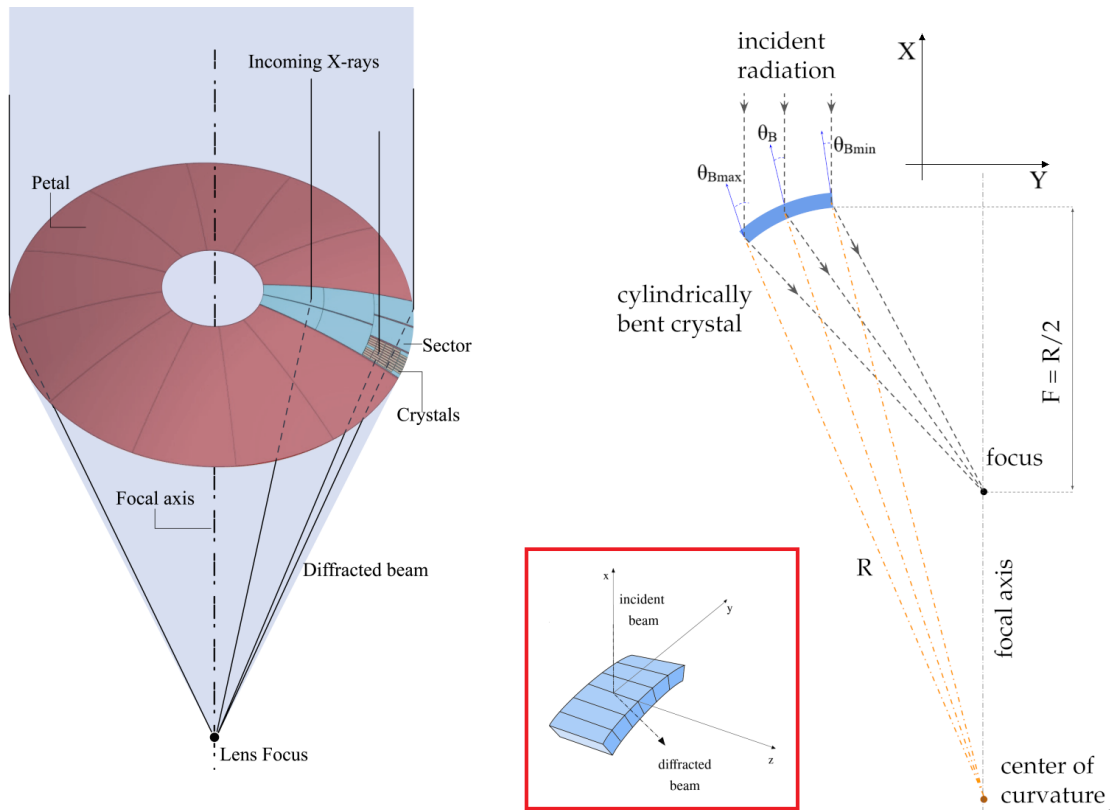 Incoming X-rays
Petal
Sector
Crystals
Focal axis
Diffracted beam
Lens Focus
incident
radiation
X
Y
θBmax
θB
θBmin
cylindrically
bent crystal
F = R/2
focus
R
focal axis
center of
curvature
x
incident
beam
y
z
diffracted
beam